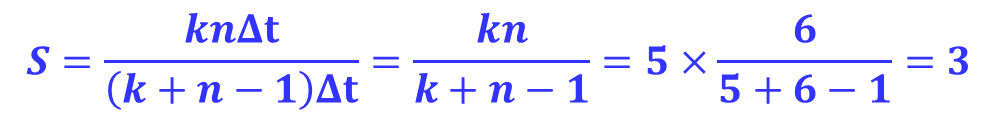 S = knΔt / (k + n − 1)Δt = kn / k + n − 1 = 5 × 6 / 5 + 6 − 1 = 3